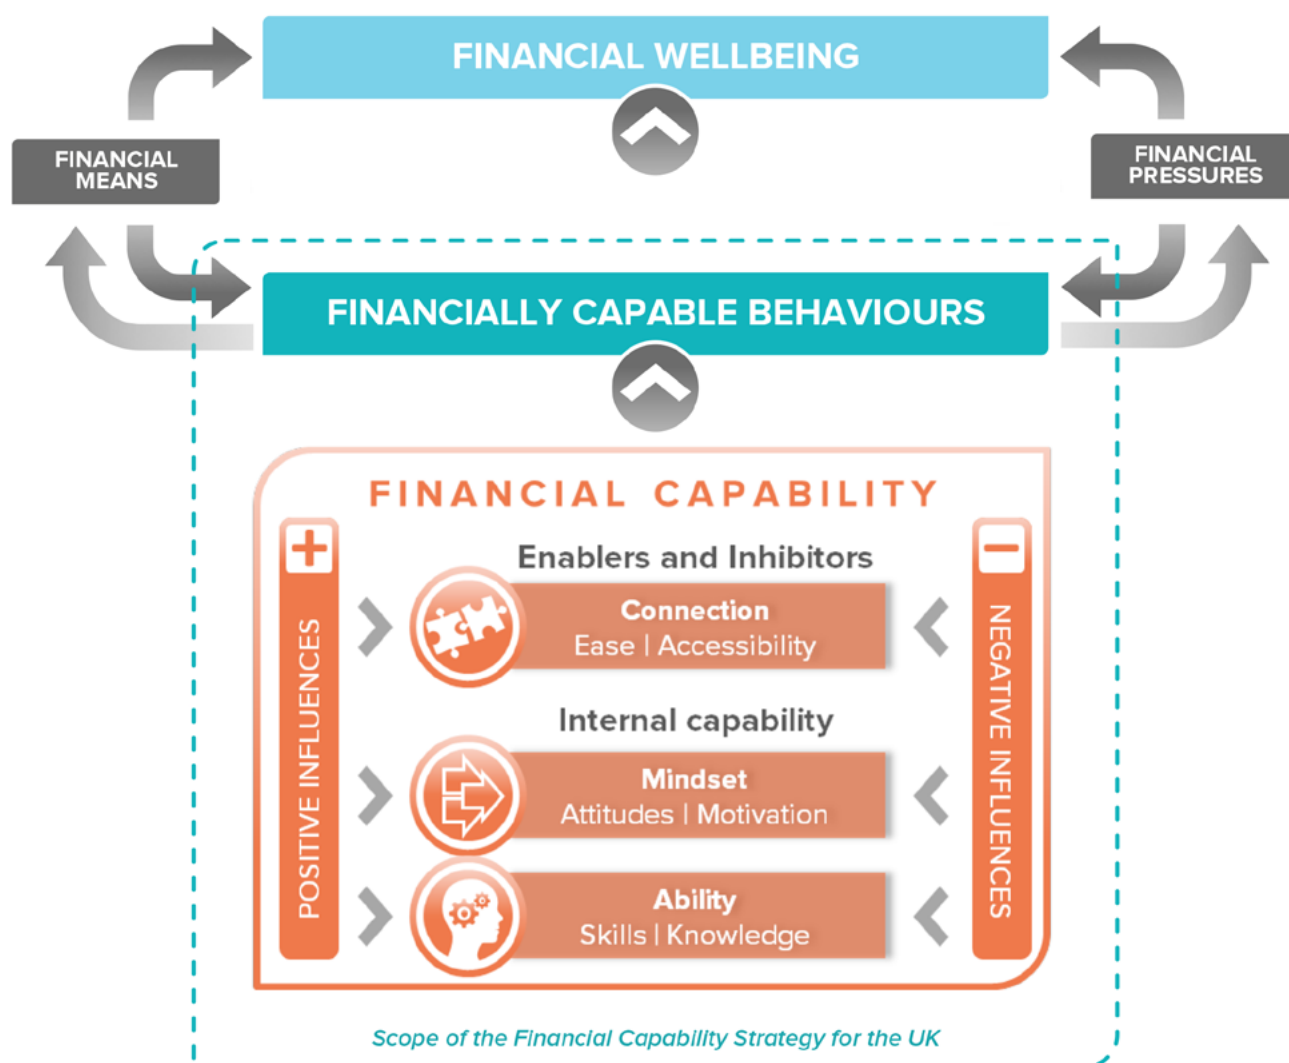 FINANCIAL WELLBEING
FINANCIAL
MEANS
FINANCIAL
PRESSURES
FINANCIALLY CAPABLE BEHAVIOURS
FINANCIAL CAPABILITY
POSITIVE INFLUENCES
Enablers and Inhibitors
Connection
Ease | Accessibility
Internal capability
Mindset
Attitudes | Motivation
Ability
Skills | Knowledge
NEGATIVE INFLUENCES
Scope of the Financial Capability Strategy for the UK